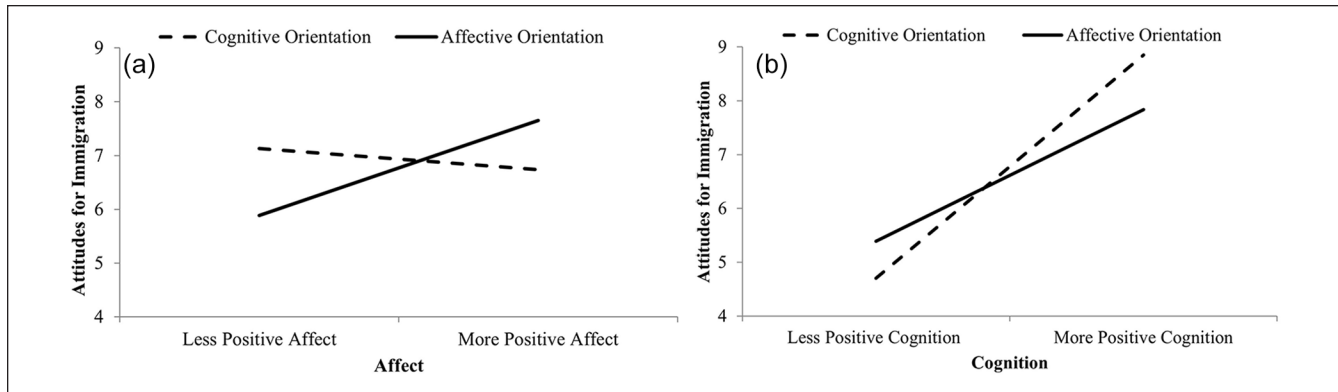 Cognitive Orientation Affective Orientation
(a)
9
8
7
6
5
4
Attitudes for Immigration
Less Positive Affect More Positive Affect
Affect
Cognitive Orientation Affective Orientation
(b)
9
8
7
6
5
4
Attitudes for Immigration
Less Positive Cognition More Positive Cognition
Cognition